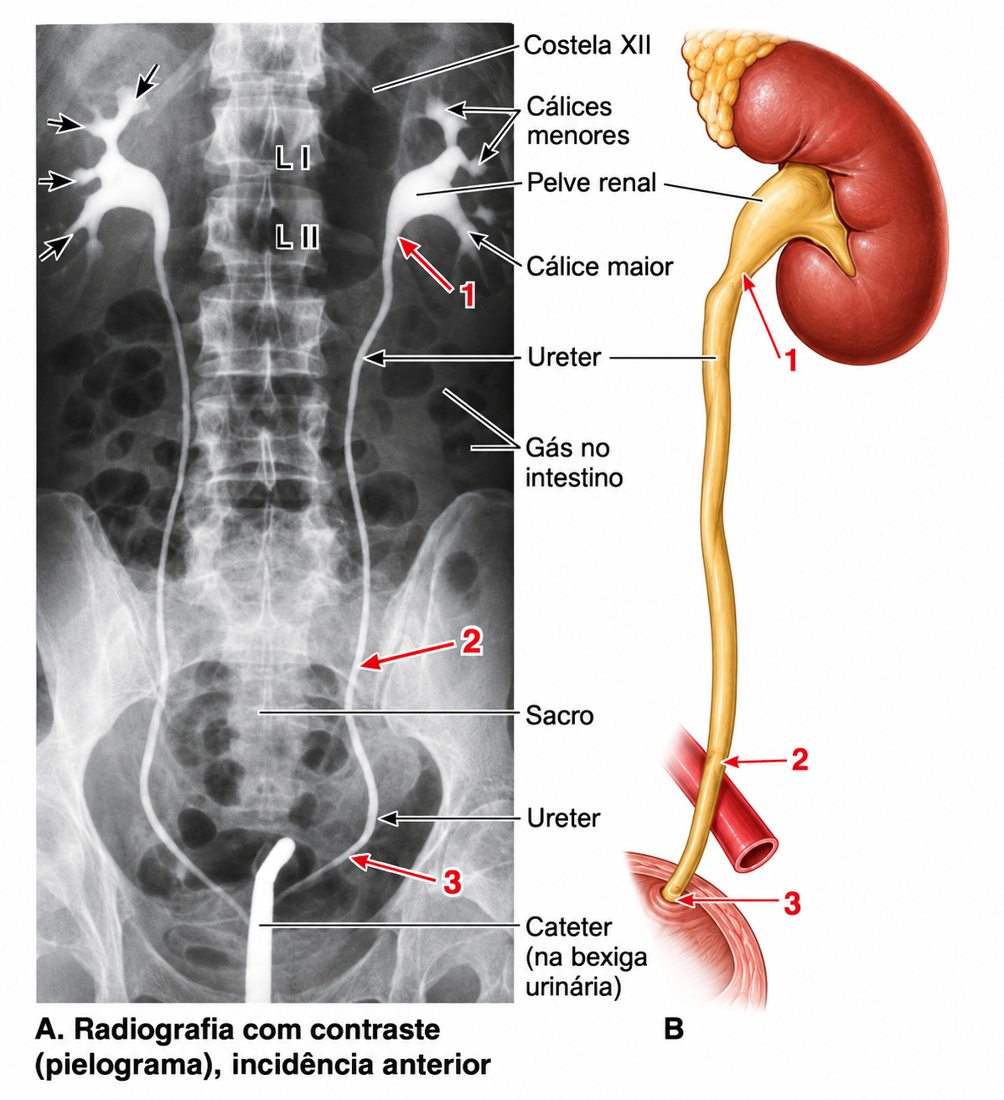 Costela XII
Cálices
menores
L I
Pelve renal
L II
1
Cálice maior
1
Ureter
Gás no
intestino
2
Sacro
2
Ureter
3
3
Cateter
(na bexiga
urinária)
A. Radiografia com contraste
(pielograma), incidência anterior
B